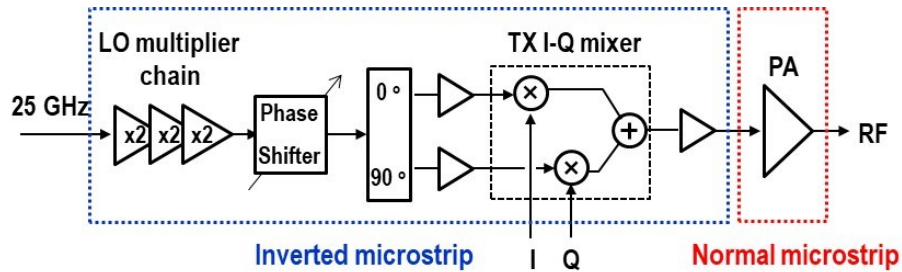 LO multiplier
chain
TX I-Q mixer
PA
25 GHz
x2 x2 x2
Phase
Shifter
0 °
90 °
×
+
×
RF
Inverted microstrip
I
Q
Normal microstrip